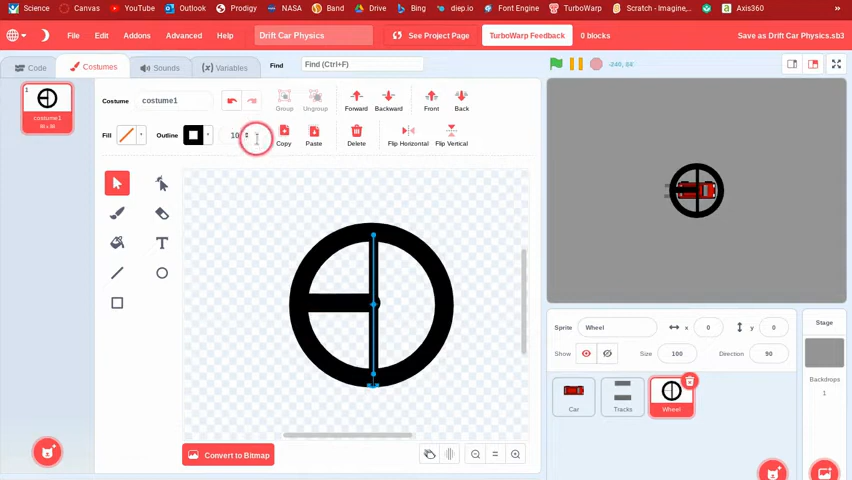 Science Canvas YouTube Outlook Prodigy NASA Band Drive Bing diep.io Font Engine TurboWarp Scratch - Imagine,... Axis360
File Edit Addons Advanced Help Drift Car Physics See Project Page TurboWarp Feedback 0 blocks Save as Drift Car Physics.sb3
Code Costumes Sounds Variables Find Find (Ctrl+F) -246, 84
1
costume1
Costume costume1 Group Ungroup Forward Backward Front Back
Fill Outline 10 Copy Paste Delete Flip Horizontal Flip Vertical
T
Sprite Wheel x 0 y 0
Show Size 100 Direction 90
Stage
Backdrops
1
Car Tracks Wheel
Convert to Bitmap